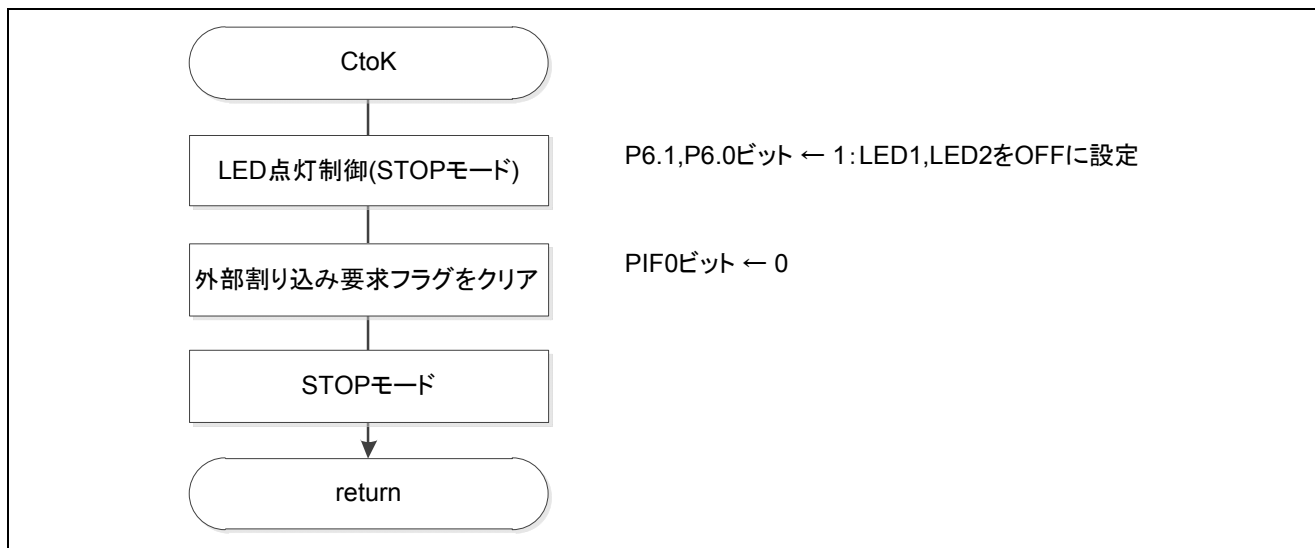 CtoK
LED点灯制御(STOPモード)
P6.1,P6.0ビット ← 1:LED1,LED2をOFFに設定
外部割り込み要求フラグをクリア
PIF0ビット ← 0
STOPモード
return